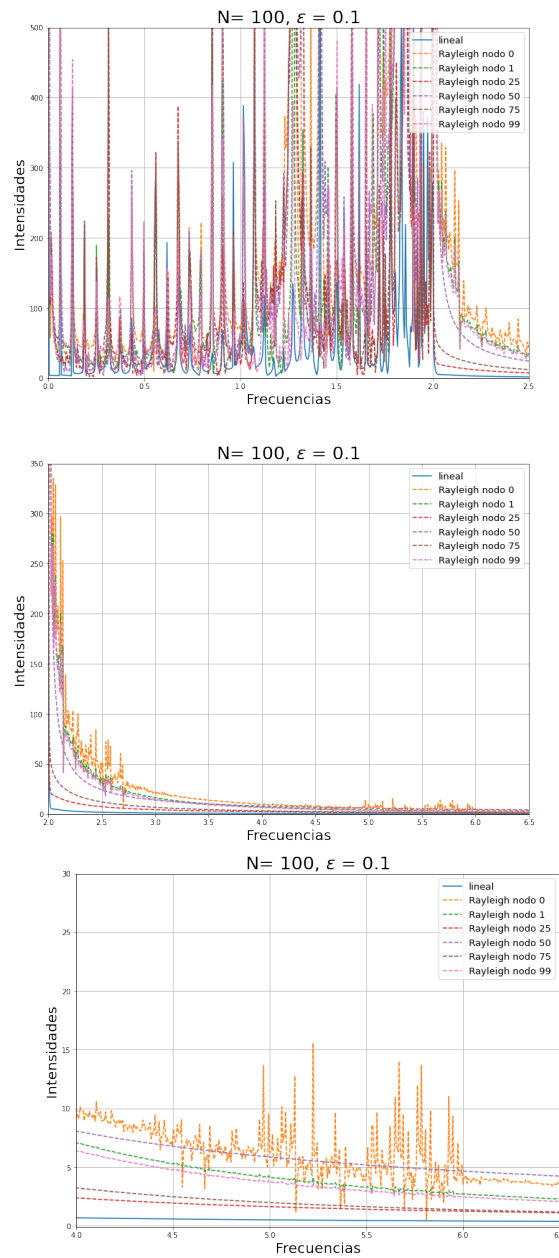 N= 100, ε = 0.1
Intensidades
500
400
300
200
100
0
lineal
Rayleigh nodo 0
Rayleigh nodo 1
Rayleigh nodo 25
Rayleigh nodo 50
Rayleigh nodo 75
Rayleigh nodo 99
0.0 0.5 1.0 1.5 2.0 2.5
Frecuencias
N= 100, ε = 0.1
Intensidades
350
300
250
200
150
100
50
0
lineal
Rayleigh nodo 0
Rayleigh nodo 1
Rayleigh nodo 25
Rayleigh nodo 50
Rayleigh nodo 75
Rayleigh nodo 99
2.0 2.5 3.0 3.5 4.0 4.5 5.0 5.5 6.0 6.5
Frecuencias
N= 100, ε = 0.1
Intensidades
30
25
20
15
10
5
0
lineal
Rayleigh nodo 0
Rayleigh nodo 1
Rayleigh nodo 25
Rayleigh nodo 50
Rayleigh nodo 75
Rayleigh nodo 99
4.0 4.5 5.0 5.5 6.0
Frecuencias